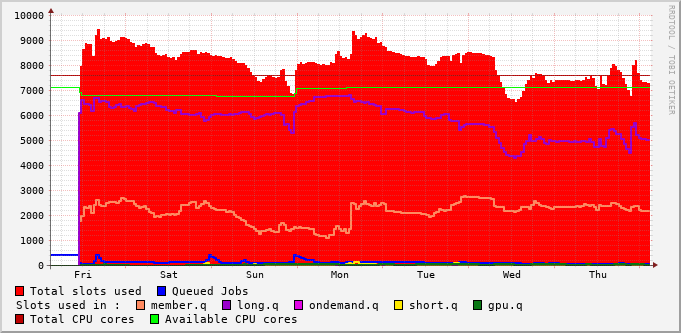 RRDTOOL / TOBI OETIKER
10000
9000
8000
7000
6000
5000
4000
3000
2000
1000
0
Fri Sat Sun Mon Tue Wed Thu
Total slots used Queued Jobs
Slots used in : member.q long.q ondemand.q short.q gpu.q
Total CPU cores Available CPU cores